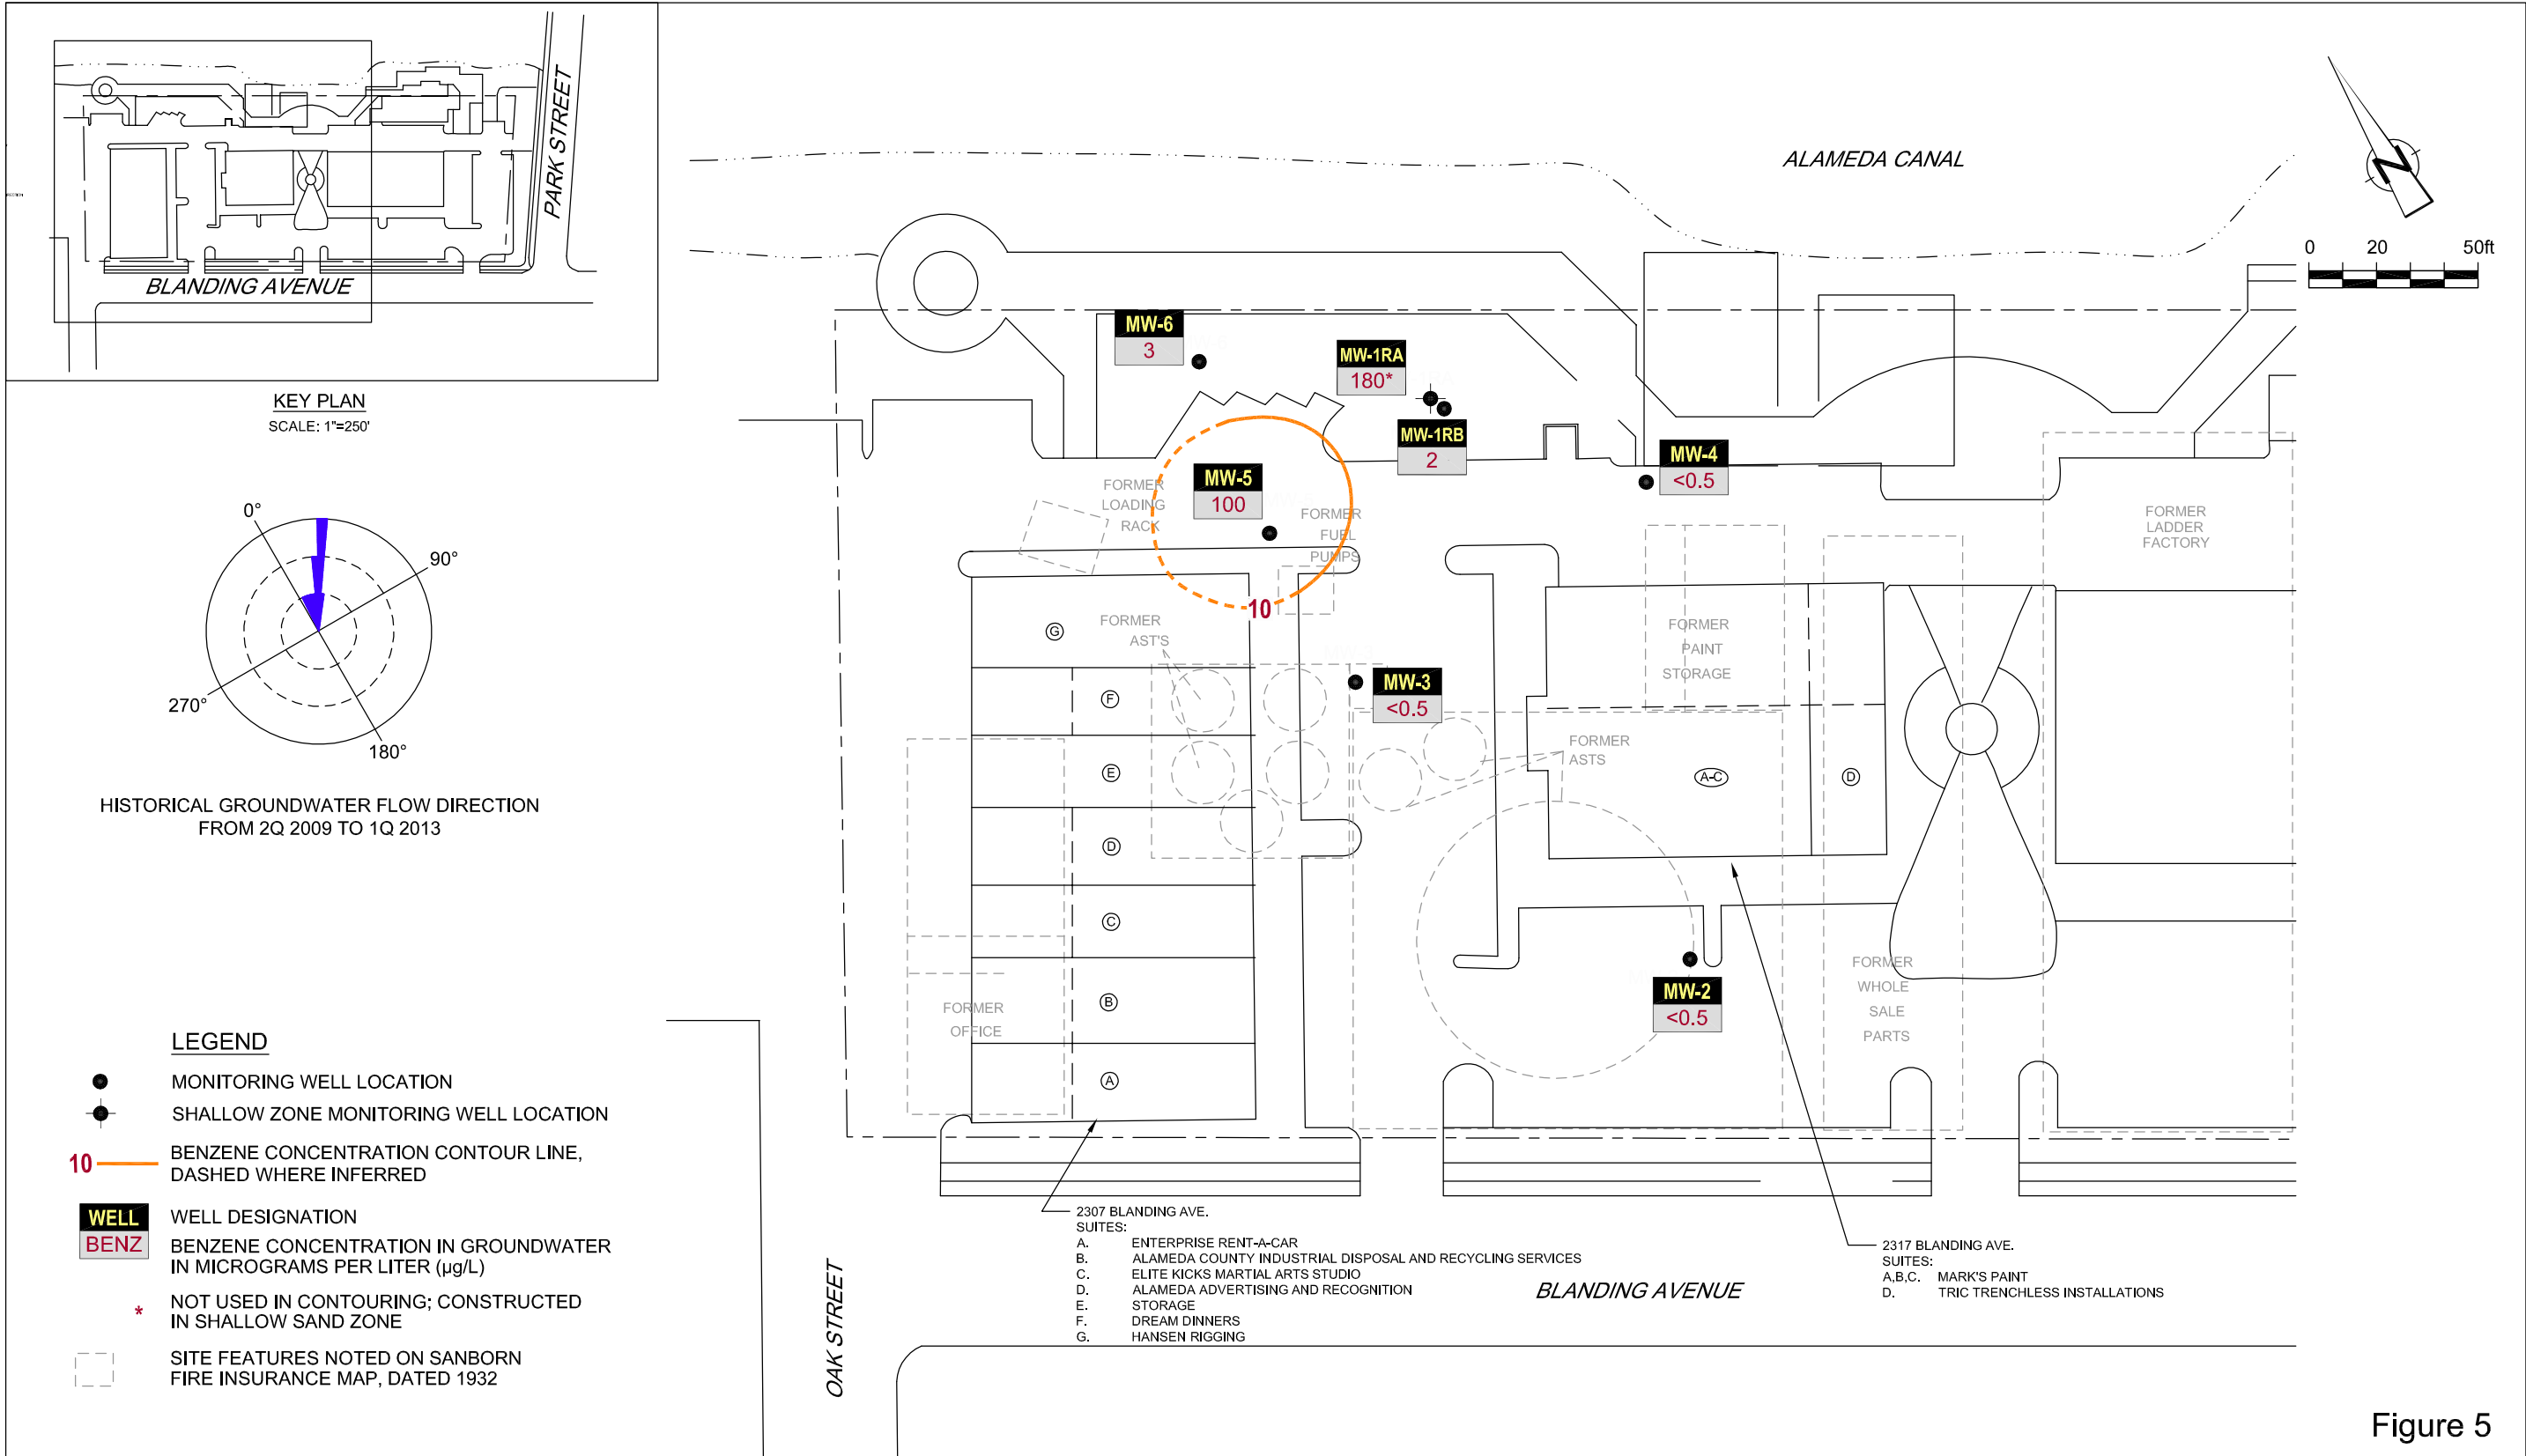 PARK STREET
BLANDING AVENUE
KEY PLAN
SCALE: 1"=250'
ALAMEDA CANAL
N
0 20 50ft
MW-6
3
MW-1RA
180*
MW-1RB
2
MW-4
<0.5
MW-5
100
FORMER
LOADING
RACK
FORMER
FUEL
PUMPS
10
FORMER
LADDER
FACTORY
0°
90°
270°
180°
HISTORICAL GROUNDWATER FLOW DIRECTION
FROM 2Q 2009 TO 1Q 2013
FORMER
AST'S
MW-3
<0.5
FORMER
PAINT
STORAGE
FORMER
ASTS
G
F
E
D
C
B
A
A-C
D
FORMER
OFFICE
MW-2
<0.5
FORMER
WHOLE
SALE
PARTS
LEGEND
MONITORING WELL LOCATION
SHALLOW ZONE MONITORING WELL LOCATION
10 BENZENE CONCENTRATION CONTOUR LINE,
DASHED WHERE INFERRED
WELL WELL DESIGNATION
BENZ BENZENE CONCENTRATION IN GROUNDWATER
IN MICROGRAMS PER LITER (µg/L)
* NOT USED IN CONTOURING; CONSTRUCTED
IN SHALLOW SAND ZONE
SITE FEATURES NOTED ON SANBORN
FIRE INSURANCE MAP, DATED 1932
OAK STREET
2307 BLANDING AVE.
SUITES:
A. ENTERPRISE RENT-A-CAR
B. ALAMEDA COUNTY INDUSTRIAL DISPOSAL AND RECYCLING SERVICES
C. ELITE KICKS MARTIAL ARTS STUDIO
D. ALAMEDA ADVERTISING AND RECOGNITION
E. STORAGE
F. DREAM DINNERS
G. HANSEN RIGGING
BLANDING AVENUE
2317 BLANDING AVE.
SUITES:
A,B,C. MARK'S PAINT
D. TRIC TRENCHLESS INSTALLATIONS
Figure 5